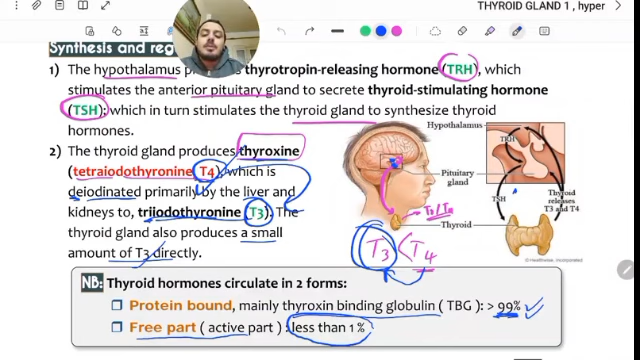 THYROID GLAND 1 , hyper
Synthesis and reg
1) The hypothalamus p thyrotropin-releasing hormone (TRH), which
stimulates the anterior pituitary gland to secrete thyroid-stimulating hormone
(TSH); which in turn stimulates the thyroid gland to synthesize thyroid
hormones.
2) The thyroid gland produces thyroxine
(tetraiodothyronine T4) which is
deiodinated primarily by the liver and
kidneys to, triiodothyronine (T3). The
thyroid gland also produces a small
amount of T3 directly.
Hypothalamus
TRH
Pituitary
gland
TSH
Thyroid
releases
T3 and T4
Thyroid
T3/T4
T3 < T4
© Healthwise, Incorporated
NB: Thyroid hormones circulate in 2 forms:
Protein bound, mainly thyroxin binding globulin ( TBG) : > 99%
Free part ( active part) : less than 1 %